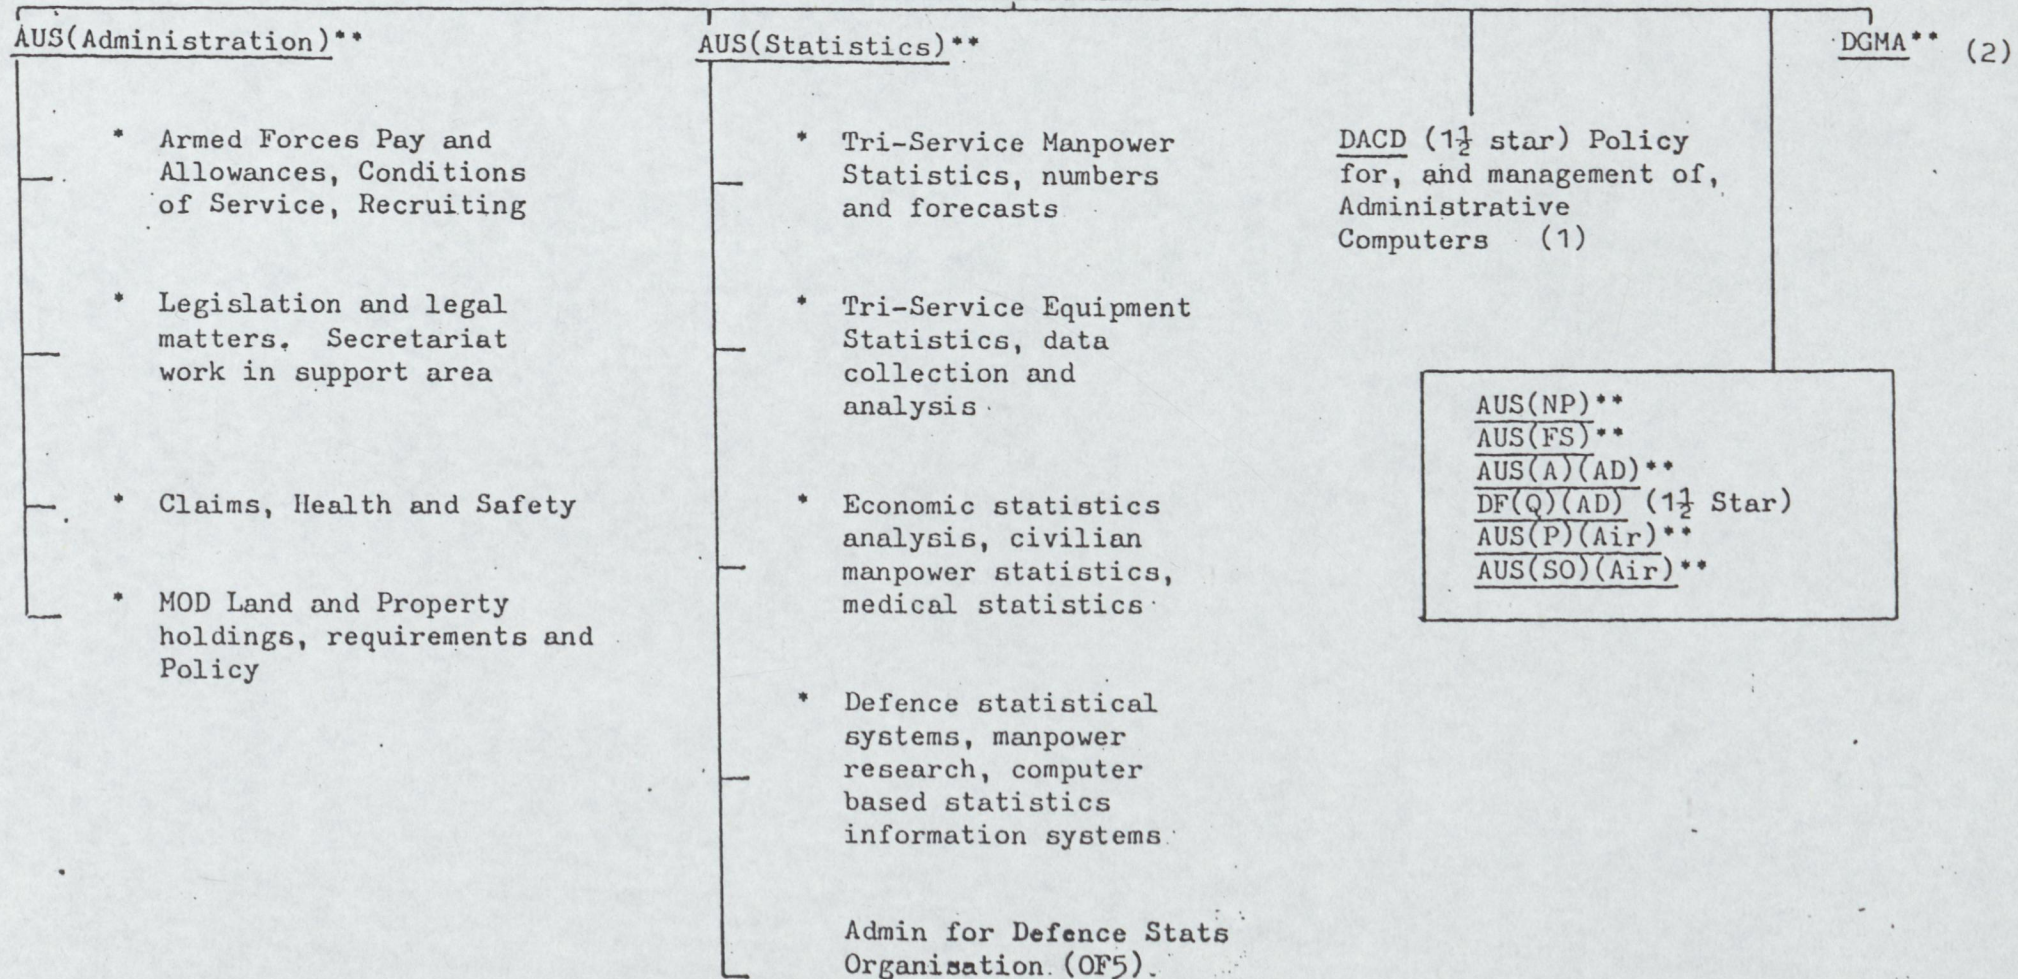 AUS(Administration)**
* Armed Forces Pay and
Allowances, Conditions
of Service, Recruiting
* Legislation and legal
matters. Secretariat
work in support area
* Claims, Health and Safety
* MOD Land and Property
holdings, requirements and
Policy
AUS(Statistics)**
* Tri-Service Manpower
Statistics, numbers
and forecasts
* Tri-Service Equipment
Statistics, data
collection and
analysis
* Economic statistics
analysis, civilian
manpower statistics,
medical statistics
* Defence statistical
systems, manpower
research, computer
based statistics
information systems
Admin for Defence Stats
Organisation (OF5).
DACD (1½ star) Policy
for, and management of,
Administrative
Computers (1)
DGMA** (2)
AUS(NP)**
AUS(FS)**
AUS(A)(AD)**
DF(Q)(AD) (1½ Star)
AUS(P)(Air)**
AUS(SO)(Air)**